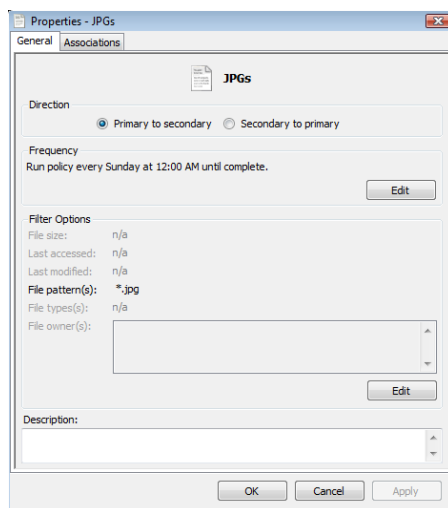 Properties - JPGs
General Associations
JPGs
Direction
Primary to secondary Secondary to primary
Frequency
Run policy every Sunday at 12:00 AM until complete.
Edit
Filter Options
File size: n/a
Last accessed: n/a
Last modified: n/a
File pattern(s): *.jpg
File types(s): n/a
File owner(s):
Edit
Description:
OK Cancel Apply